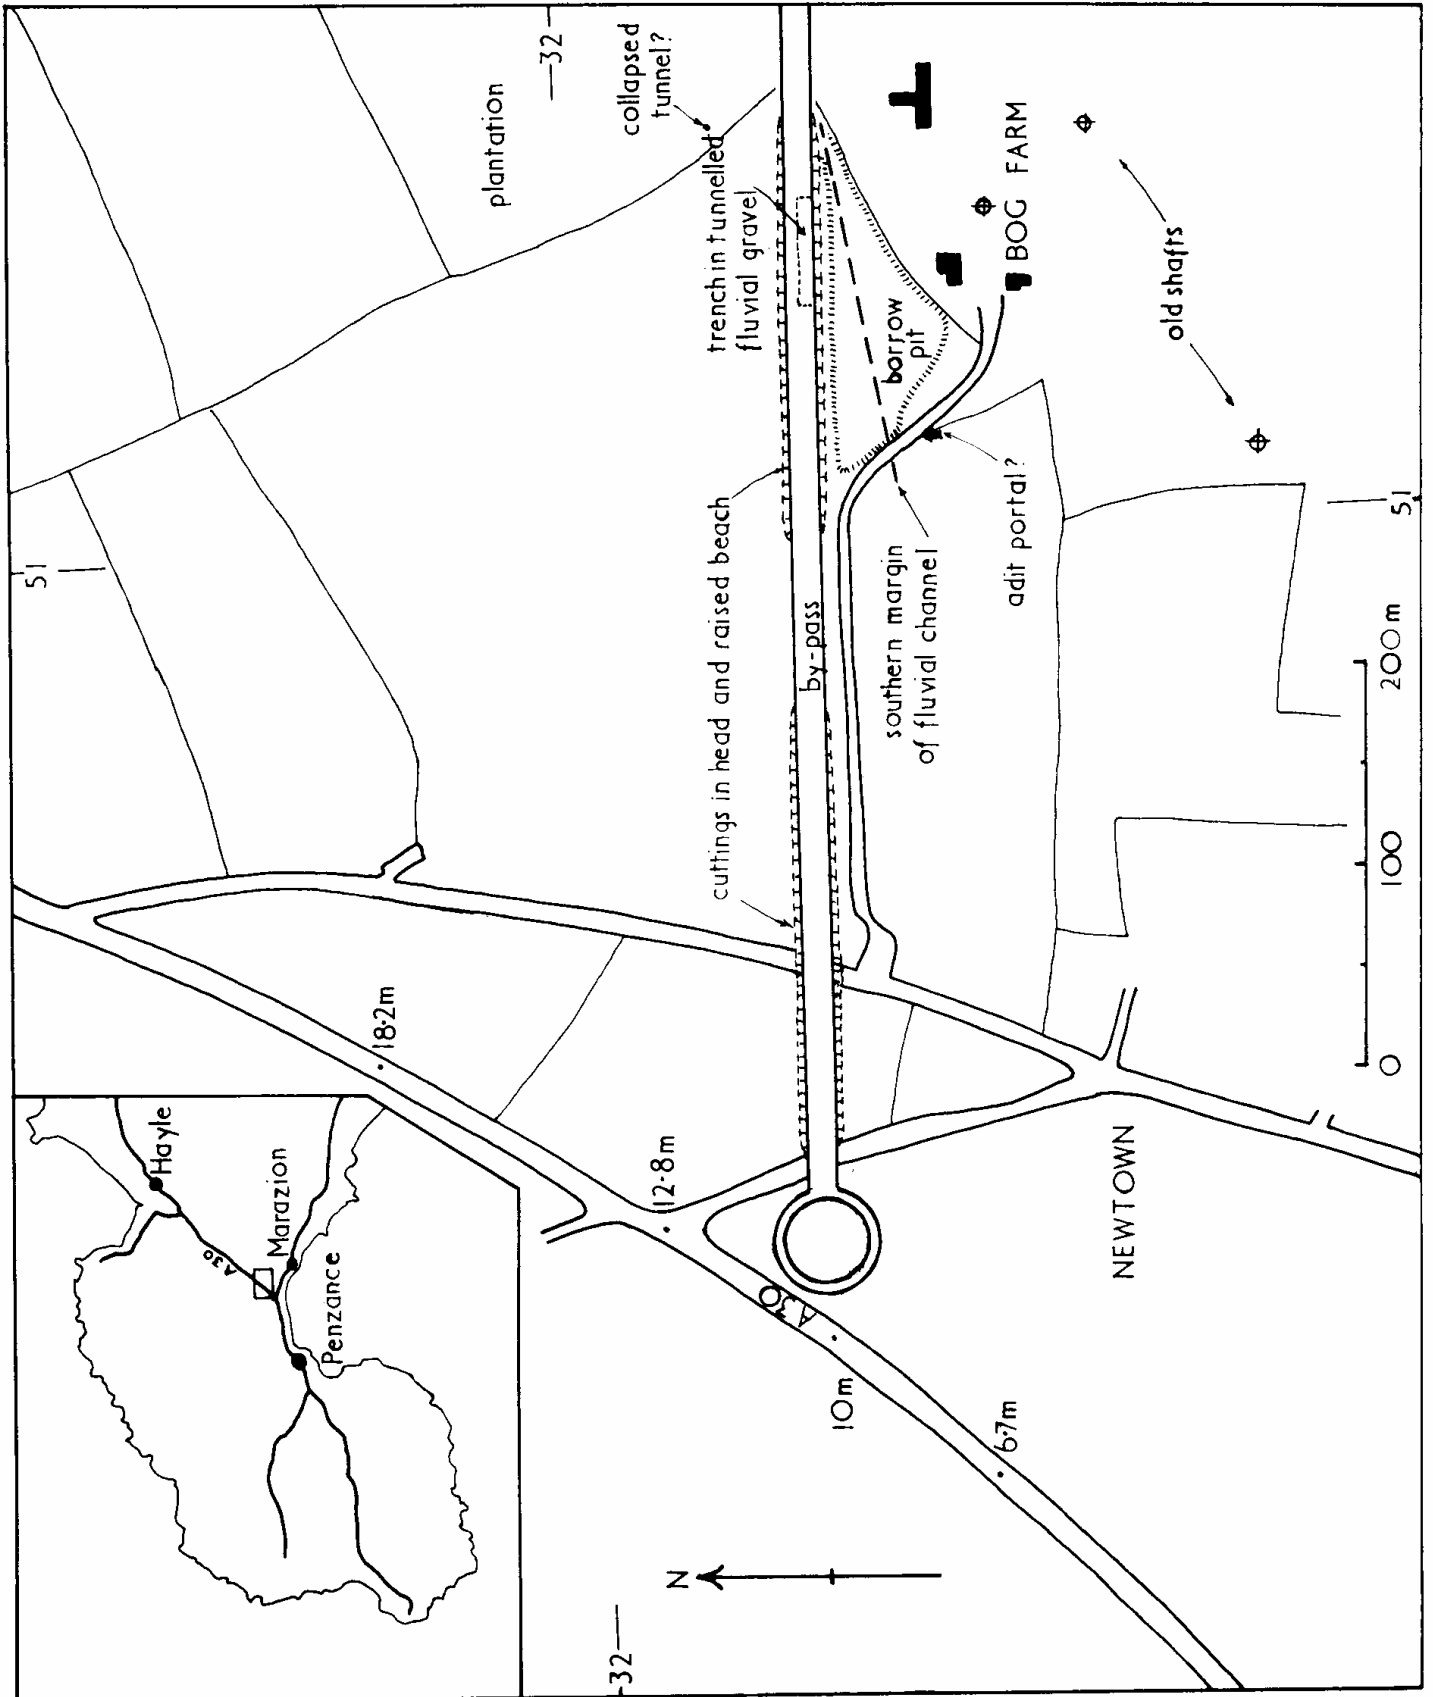 Hayle
A30
Marazion
Penzance
51
18·2m
12·8m
A30
10m
6·7m
32
N
plantation
32
collapsed
tunnel?
trench in tunnelled
fluvial gravel
cuttings in head and raised beach
by-pass
borrow
pit
southern margin
of fluvial channel
adit portal?
BOG FARM
old shafts
51
NEWTOWN
0
100
200m